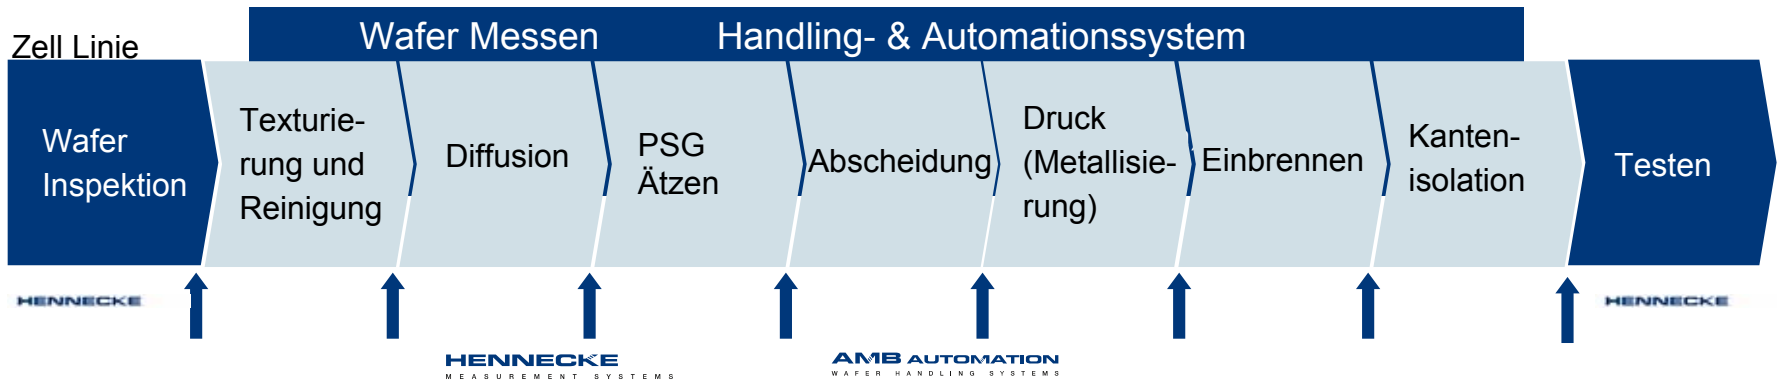 Wafer Messen Handling- & Automationssystem
Zell Linie
Wafer
Inspektion
Texturie-
rung und
Reinigung
Diffusion
PSG
Ätzen
Abscheidung
Druck
(Metallisie-
rung)
Einbrennen
Kanten-
isolation
Testen
HENNECKE
HENNECKE
HENNECKE
MEASUREMENT SYSTEMS
AMB AUTOMATION
WAFER HANDLING SYSTEMS